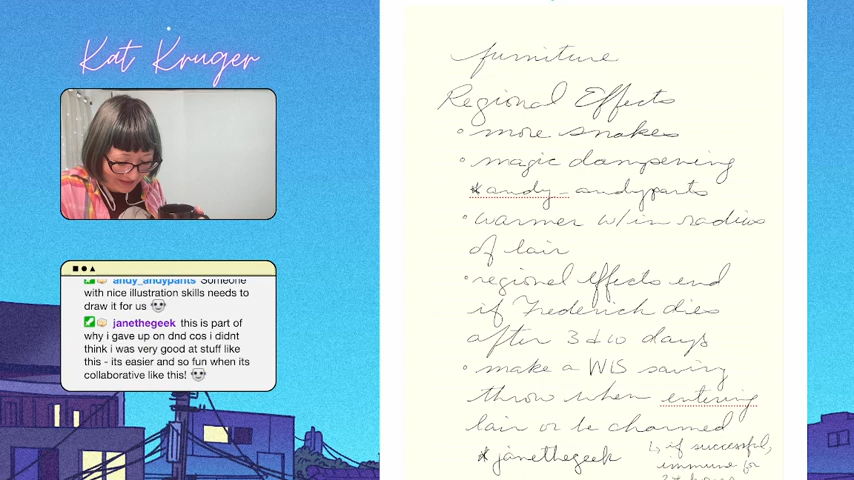 Kat Kruger
andy_andypants Someone
with nice illustration skills needs to
draw it for us
janethegeek this is part of
why i gave up on dnd cos i didnt
think i was very good at stuff like
this - its easier and so fun when its
collaborative like this!
furniture
Regional Effects
• more snakes
• magic dampening
* andy_andyparts
• warmer w/in radius
of lair
• regional effects end
if Frederick dies
after 3d10 days
• make a WIS saving
throw when entering
lair or be charmed
* janethegeek
↳ if successful,
immune for